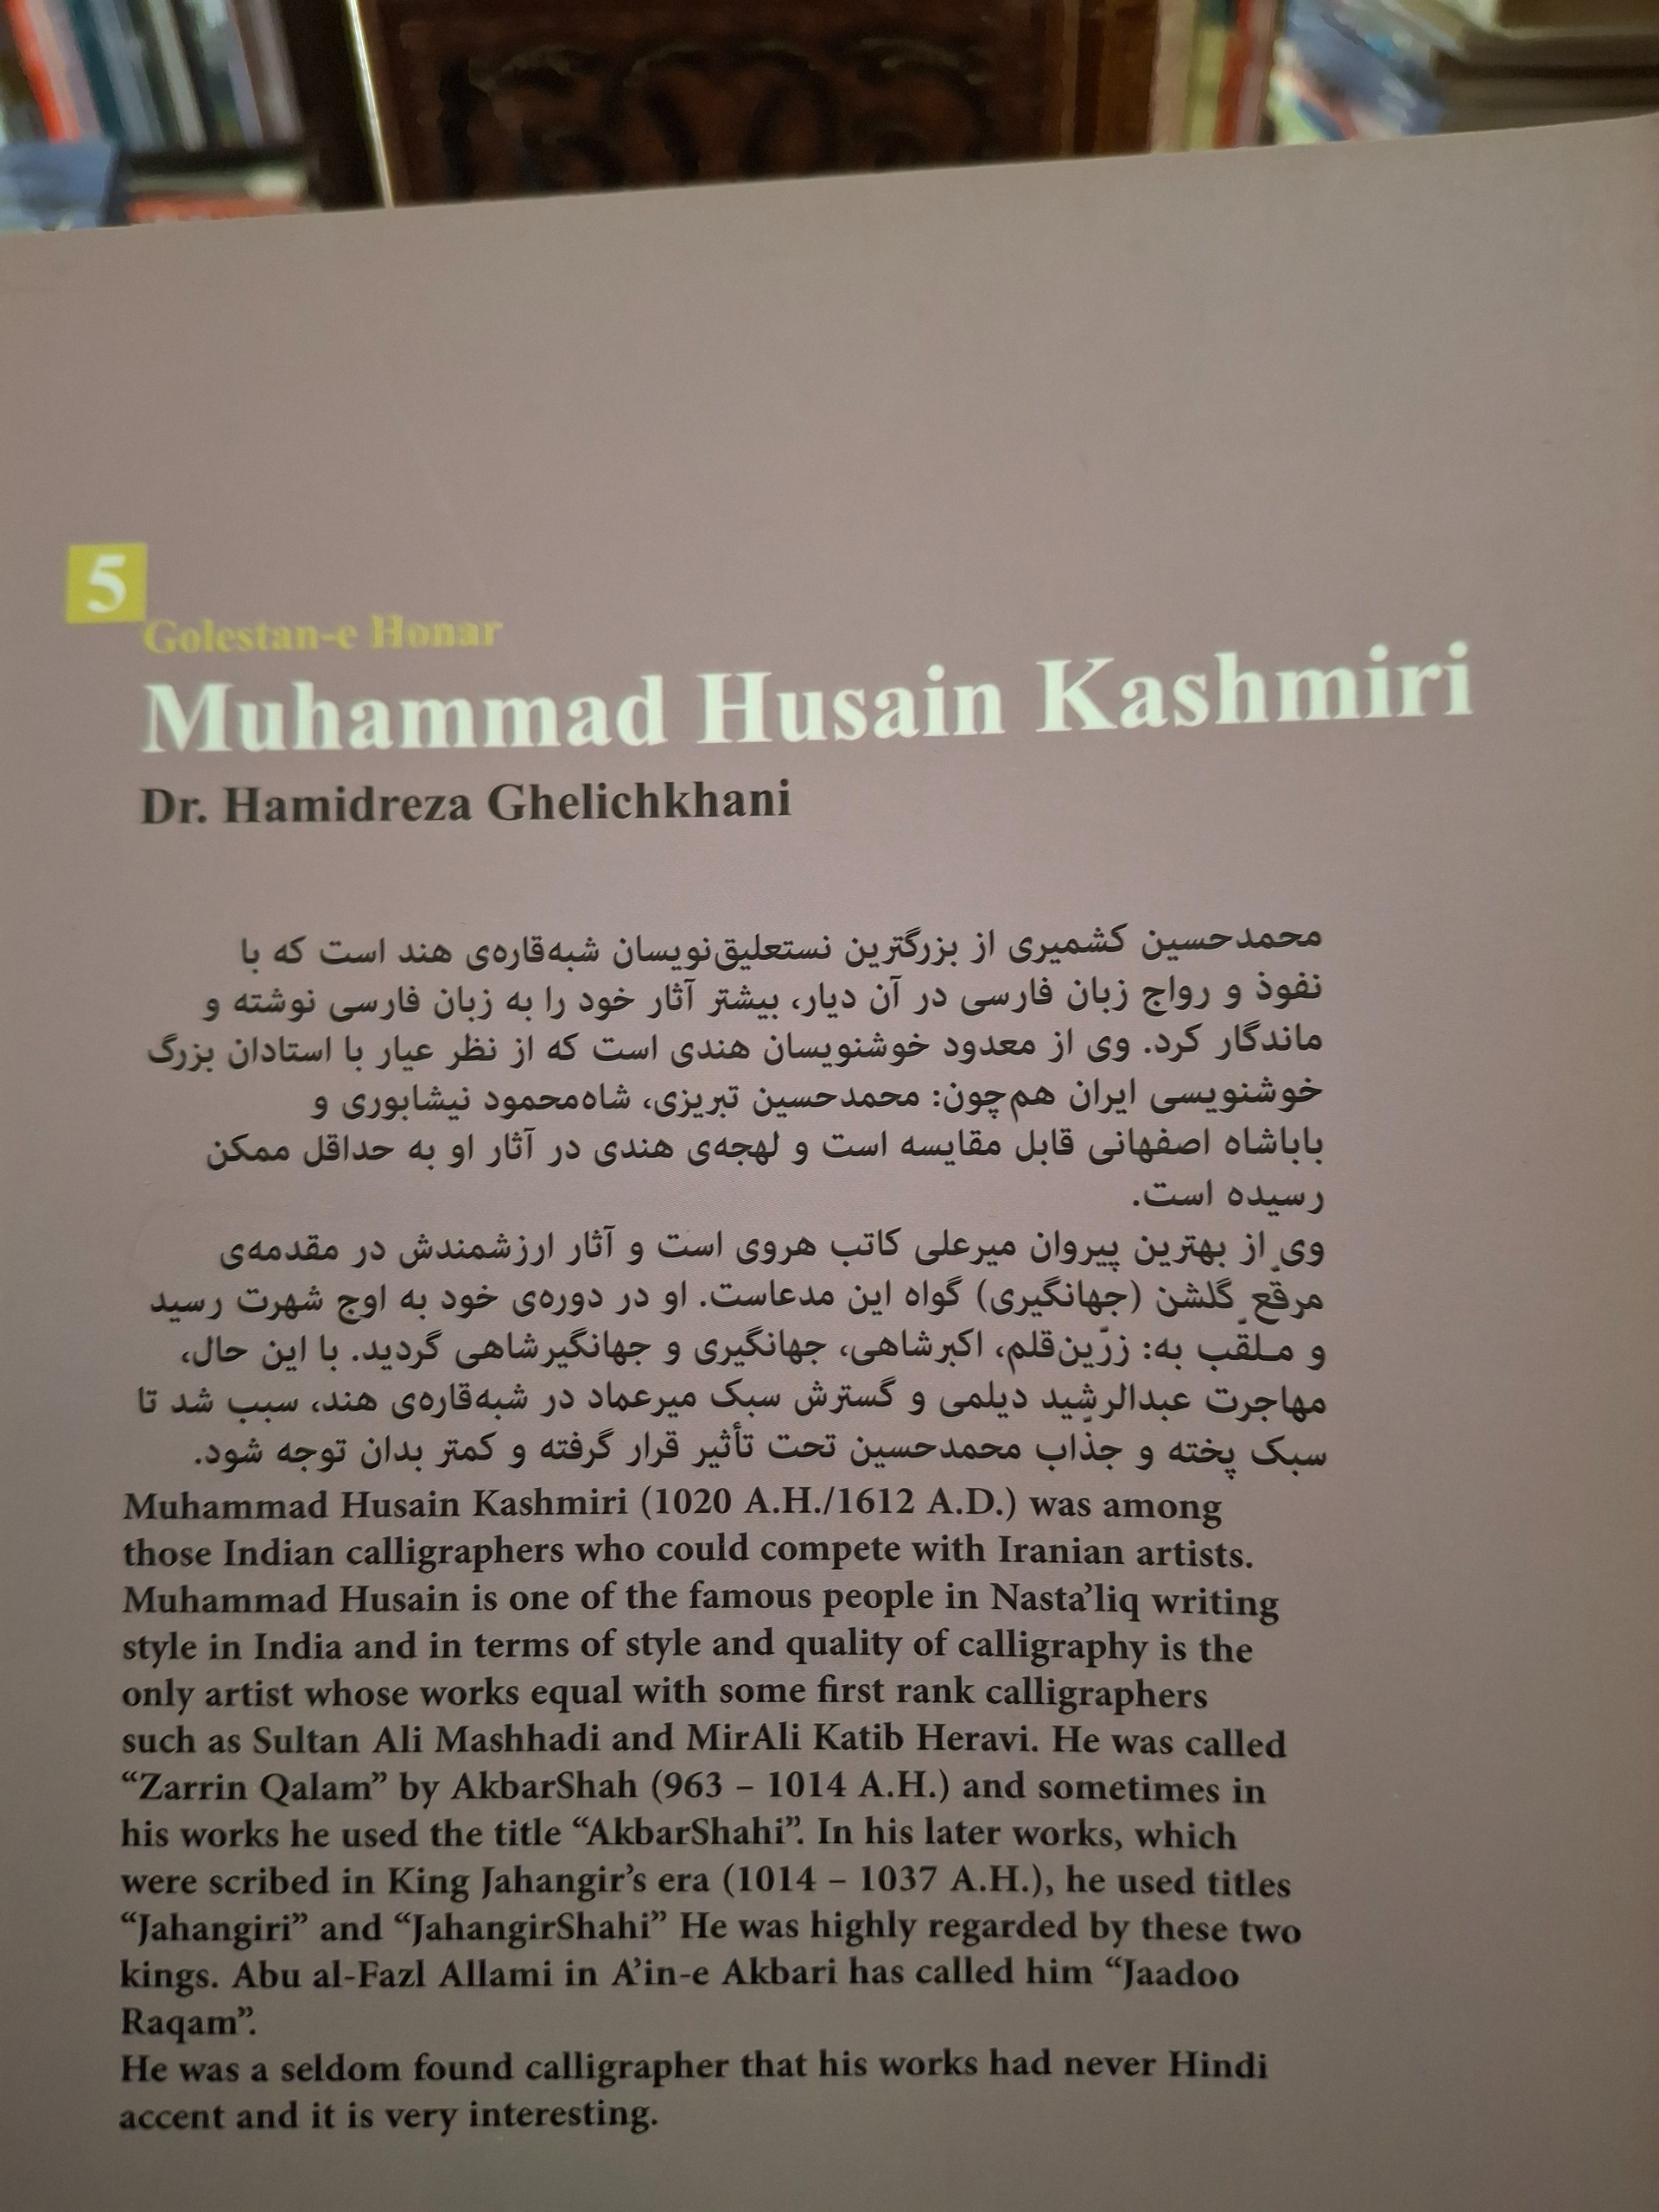 5
Golestan-e Honar
Muhammad Husain Kashmiri
Dr. Hamidreza Ghelichkhani
محمدحسین کشمیری از بزرگترین نستعلیق‌نویسان شبه‌قاره‌ی هند است که با
نفوذ و رواج زبان فارسی در آن دیار، بیشتر آثار خود را به زبان فارسی نوشته و
ماندگار کرد. وی از معدود خوشنویسان هندی است که از نظر عیار با استادان بزرگ
خوشنویسی ایران هم‌چون: محمدحسین تبریزی، شاه‌محمود نیشابوری و
باباشاه اصفهانی قابل مقایسه است و لهجه‌ی هندی در آثار او به حداقل ممکن
رسیده است.
وی از بهترین پیروان میرعلی کاتب هروی است و آثار ارزشمندش در مقدمه‌ی
مرقّع گلشن (جهانگیری) گواه این مدعاست. او در دوره‌ی خود به اوج شهرت رسید
و ملقّب به: زرّین‌قلم، اکبرشاهی، جهانگیری و جهانگیرشاهی گردید. با این حال،
مهاجرت عبدالرشید دیلمی و گسترش سبک میرعماد در شبه‌قاره‌ی هند، سبب شد تا
سبک پخته و جذّاب محمدحسین تحت تأثیر قرار گرفته و کمتر بدان توجه شود.
Muhammad Husain Kashmiri (1020 A.H./1612 A.D.) was among
those Indian calligraphers who could compete with Iranian artists.
Muhammad Husain is one of the famous people in Nasta’liq writing
style in India and in terms of style and quality of calligraphy is the
only artist whose works equal with some first rank calligraphers
such as Sultan Ali Mashhadi and MirAli Katib Heravi. He was called
“Zarrin Qalam” by AkbarShah (963 – 1014 A.H.) and sometimes in
his works he used the title “AkbarShahi”. In his later works, which
were scribed in King Jahangir’s era (1014 – 1037 A.H.), he used titles
“Jahangiri” and “JahangirShahi” He was highly regarded by these two
kings. Abu al-Fazl Allami in A’in-e Akbari has called him “Jaadoo
Raqam”.
He was a seldom found calligrapher that his works had never Hindi
accent and it is very interesting.